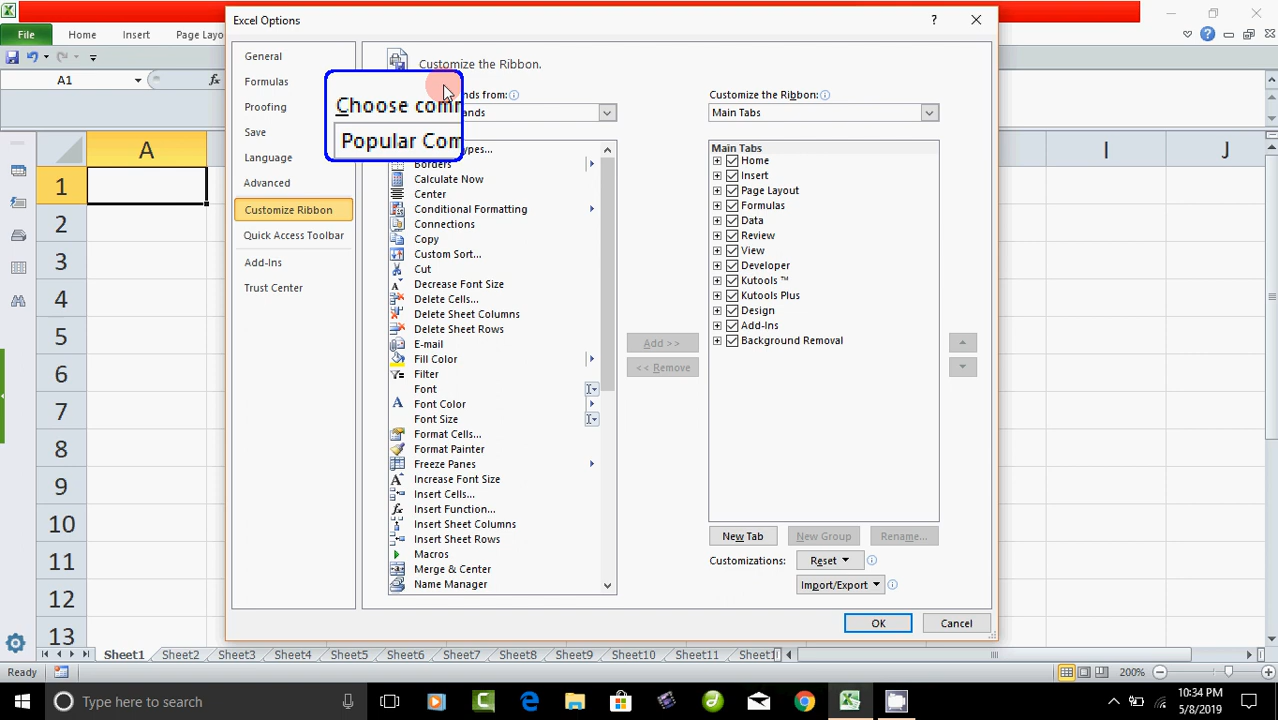 Excel Options
File
Home
Insert
Page Layo
A1
fx
General
Formulas
Proofing
Save
Language
Advanced
Customize Ribbon
Quick Access Toolbar
Add-Ins
Trust Center
Customize the Ribbon.
Choose com
Popular Com
nds from:
ands
ypes...
Borders
Calculate Now
Center
Conditional Formatting
Connections
Copy
Custom Sort...
Cut
Decrease Font Size
Delete Cells...
Delete Sheet Columns
Delete Sheet Rows
E-mail
Fill Color
Filter
Font
Font Color
Font Size
Format Cells...
Format Painter
Freeze Panes
Increase Font Size
Insert Cells...
Insert Function...
Insert Sheet Columns
Insert Sheet Rows
Macros
Merge & Center
Name Manager
Add >>
<< Remove
Customize the Ribbon:
Main Tabs
Main Tabs
Home
Insert
Page Layout
Formulas
Data
Review
View
Developer
Kutools ™
Kutools Plus
Design
Add-Ins
Background Removal
New Tab
New Group
Rename...
Customizations:
Reset
Import/Export
OK
Cancel
A
I
J
1
2
3
4
5
6
7
8
9
10
11
12
13
Sheet1 Sheet2 Sheet3 Sheet4 Sheet5 Sheet6 Sheet7 Sheet8 Sheet9 Sheet10 Sheet11 Sheet1
Ready
200%
Type here to search
10:34 PM
5/8/2019